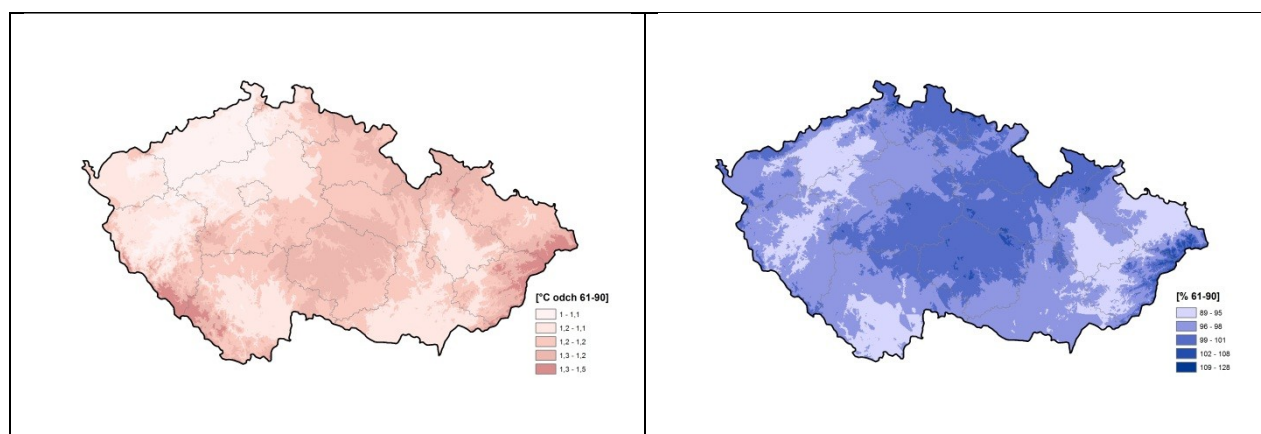 [°C odch 61-90]
1 - 1,1
1,2 - 1,1
1,2 - 1,2
1,3 - 1,2
1,3 - 1,5
[% 61-90]
89 - 95
96 - 98
99 - 101
102 - 108
109 - 128